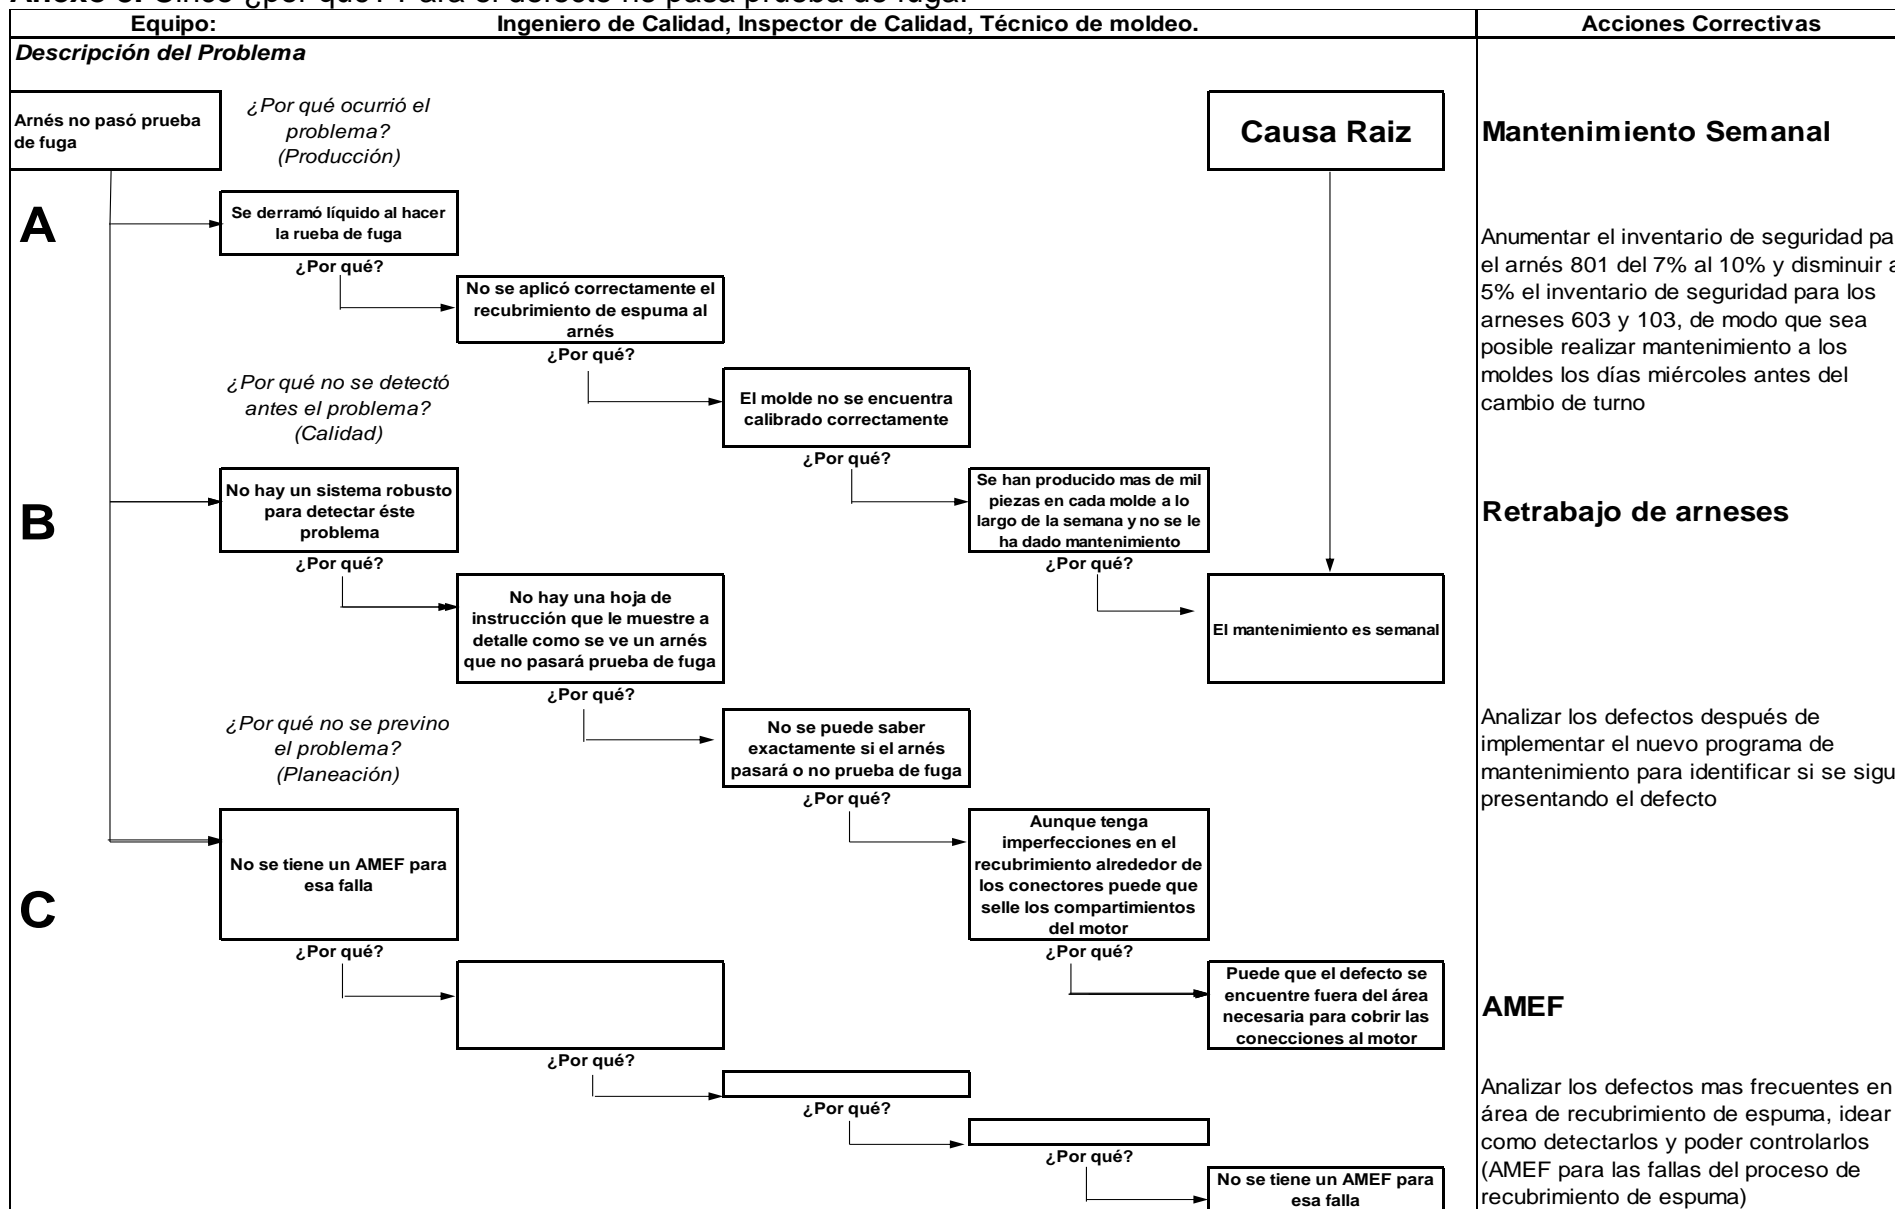 Equipo:
Ingeniero de Calidad, Inspector de Calidad, Técnico de moldeo.
Acciones Correctivas
Descripción del Problema
Arnés no pasó prueba
de fuga
¿Por qué ocurrió el
problema?
(Producción)
Causa Raiz
Mantenimiento Semanal
A
Se derramó líquido al hacer
la rueba de fuga
¿Por qué?
No se aplicó correctamente el
recubrimiento de espuma al
arnés
¿Por qué?
El molde no se encuentra
calibrado correctamente
¿Por qué?
Se han producido mas de mil
piezas en cada molde a lo
largo de la semana y no se le
ha dado mantenimiento
¿Por qué?
El mantenimiento es semanal
Anumentar el inventario de seguridad
el arnés 801 del 7% al 10% y disminuir
5% el inventario de seguridad para los
arneses 603 y 103, de modo que sea
posible realizar mantenimiento a los
moldes los días miércoles antes del
cambio de turno
¿Por qué no se detectó
antes el problema?
(Calidad)
B
No hay un sistema robusto
para detectar éste
problema
¿Por qué?
No hay una hoja de
instrucción que le muestre a
detalle como se ve un arnés
que no pasará prueba de fuga
¿Por qué?
No se puede saber
exactamente si el arnés
pasará o no prueba de fuga
¿Por qué?
Aunque tenga
imperfecciones en el
recubrimiento alrededor de
los conectores puede que
selle los compartimientos
del motor
¿Por qué?
Puede que el defecto se
encuentre fuera del área
necesaria para cobrir las
conecciones al motor
Retrabajo de arneses
Analizar los defectos después de
implementar el nuevo programa de
mantenimiento para identificar si se
presentando el defecto
¿Por qué no se previno
el problema?
(Planeación)
C
No se tiene un AMEF para
esa falla
¿Por qué?
¿Por qué?
¿Por qué?
¿Por qué?
No se tiene un AMEF para
esa falla
AMEF
Analizar los defectos mas frecuentes en
área de recubrimiento de espuma, idear
como detectarlos y poder controlarlos
(AMEF para las fallas del proceso de
recubrimiento de espuma)